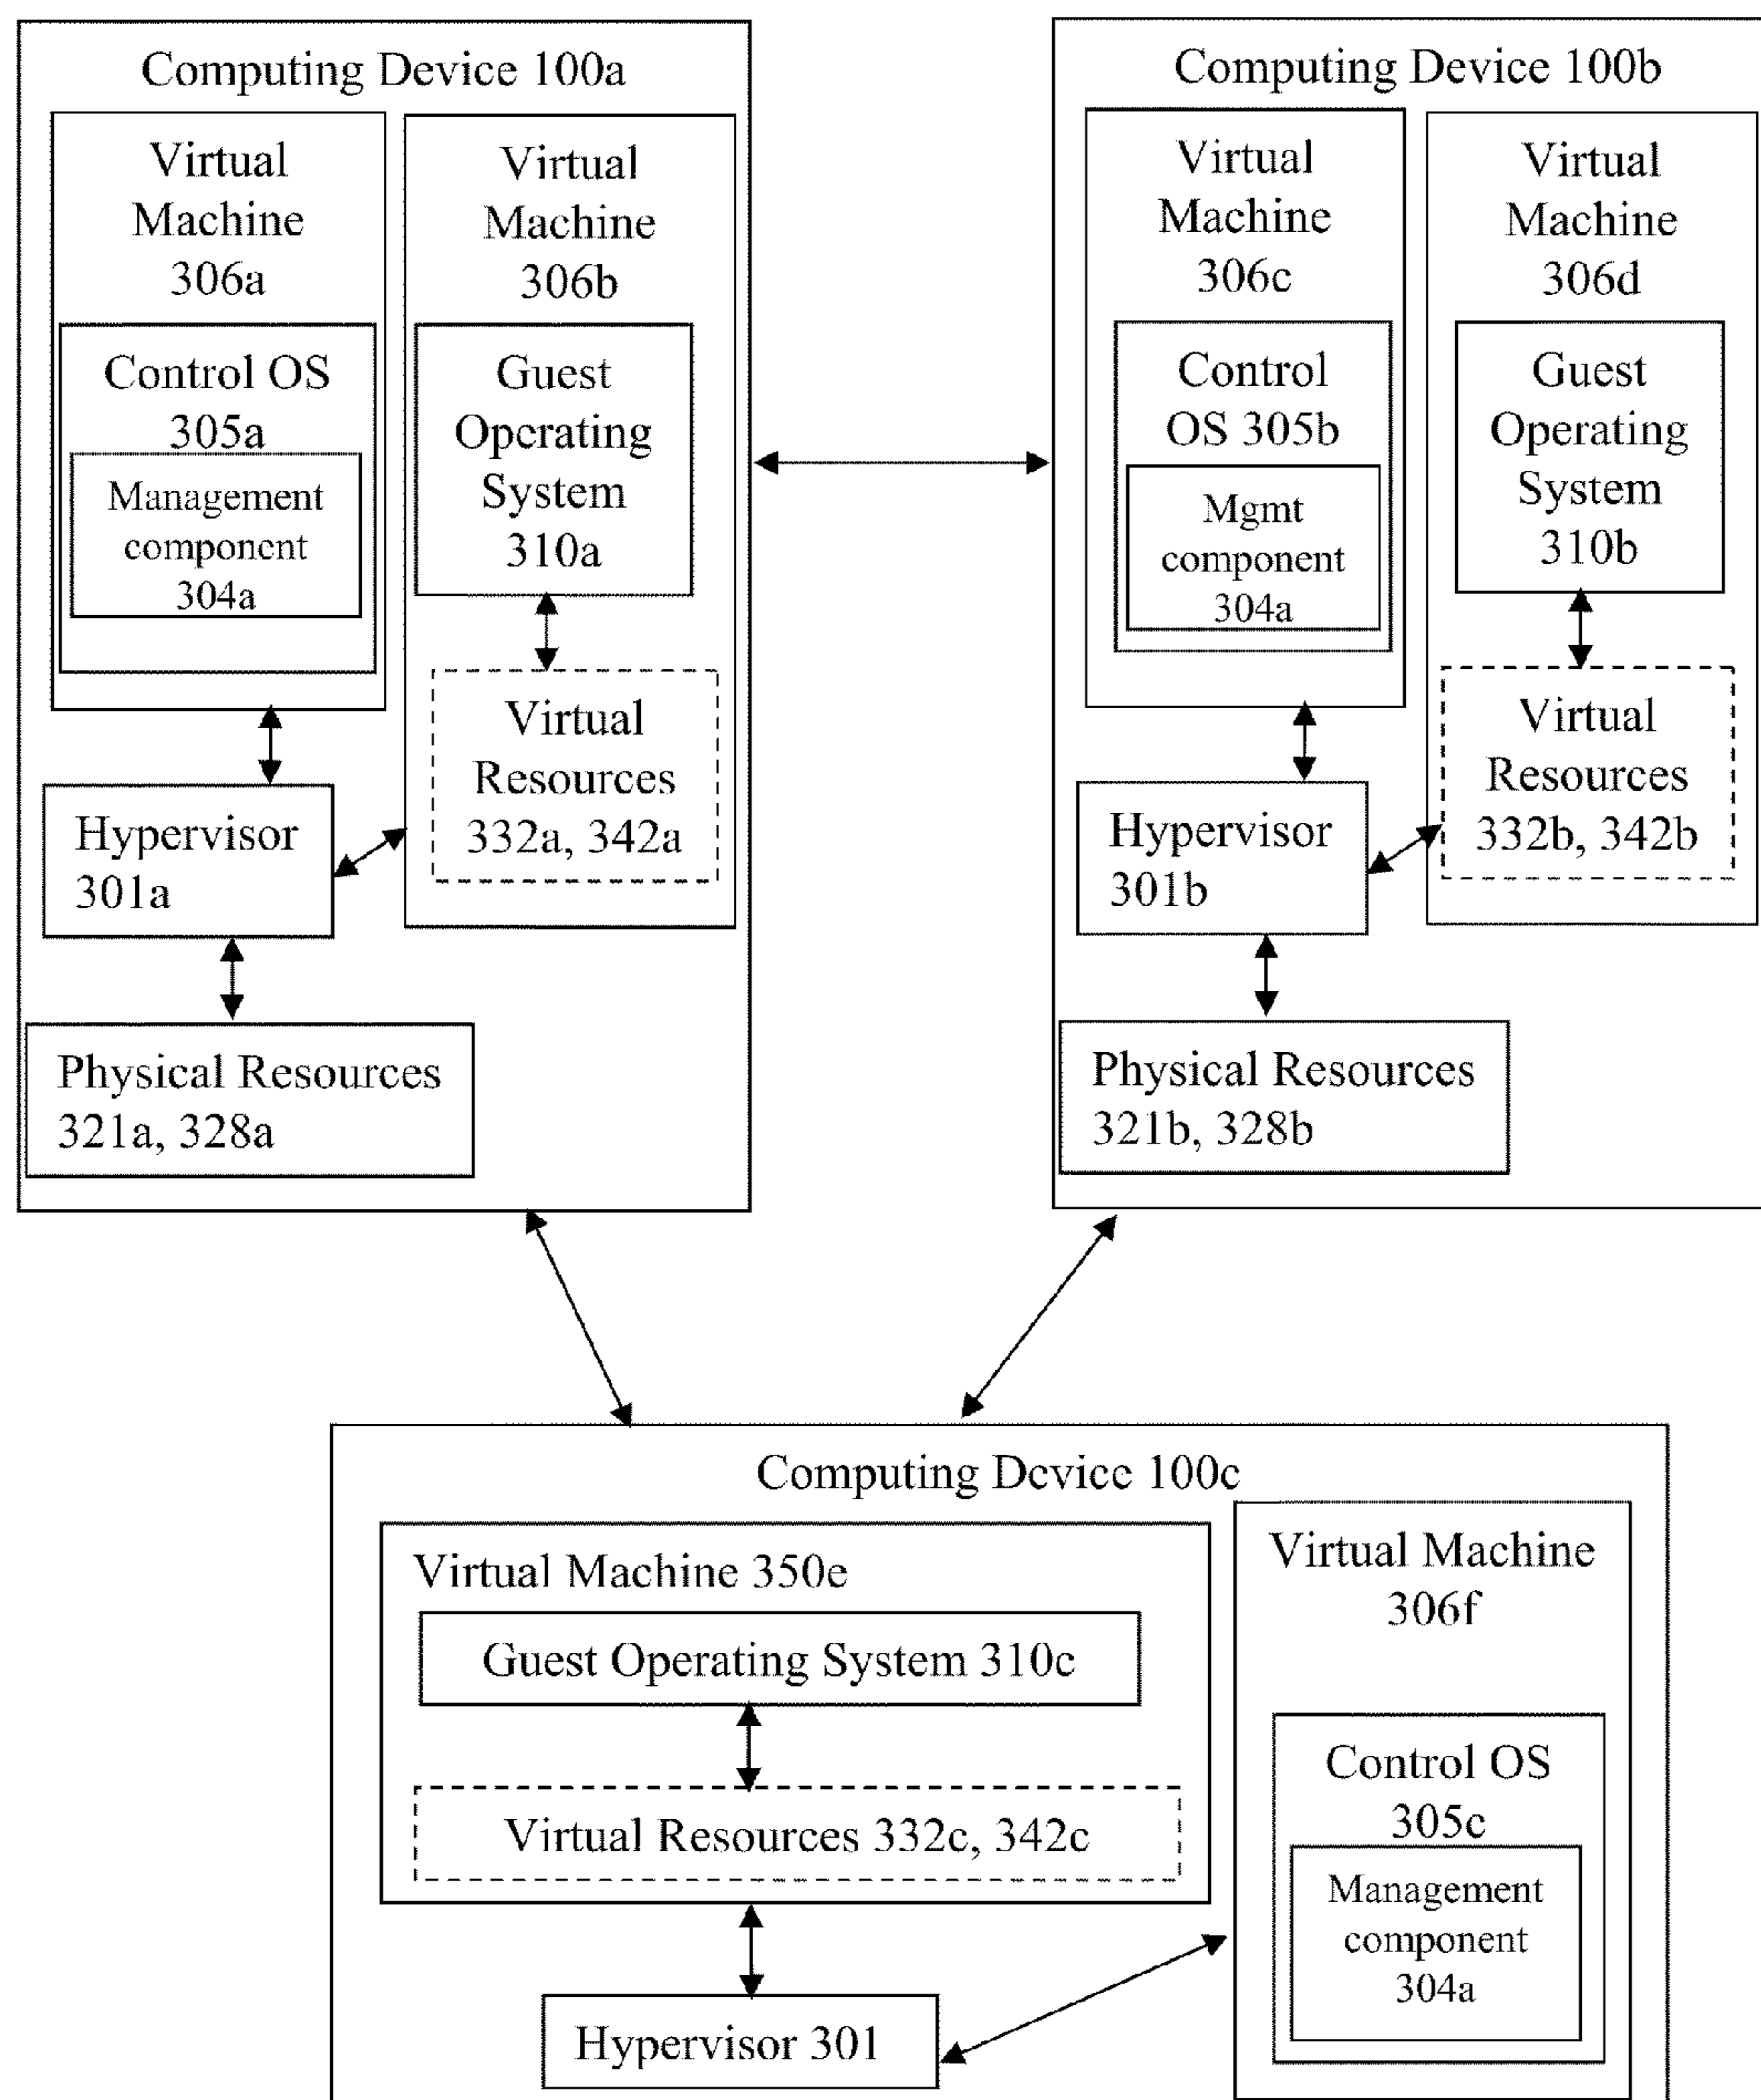 Computing Device 100a
Virtual
Machine
306a
Control OS
305a
Management
component
304a
Virtual
Machine
306b
Guest
Operating
System
310a
Virtual
Resources
332a, 342a
Hypervisor
301a
Physical Resources
321a, 328a
Computing Device 100b
Virtual
Machine
306c
Control
OS 305b
Mgmt
component
304a
Virtual
Machine
306d
Guest
Operating
System
310b
Virtual
Resources
332b, 342b
Hypervisor
301b
Physical Resources
321b, 328b
Computing Device 100c
Virtual Machine 350e
Guest Operating System 310c
Virtual Resources 332c, 342c
Hypervisor 301
Virtual Machine
306f
Control OS
305c
Management
component
304a